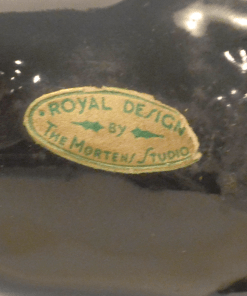 ROYAL DESIGN
BY
THE MORTENS STUDIO